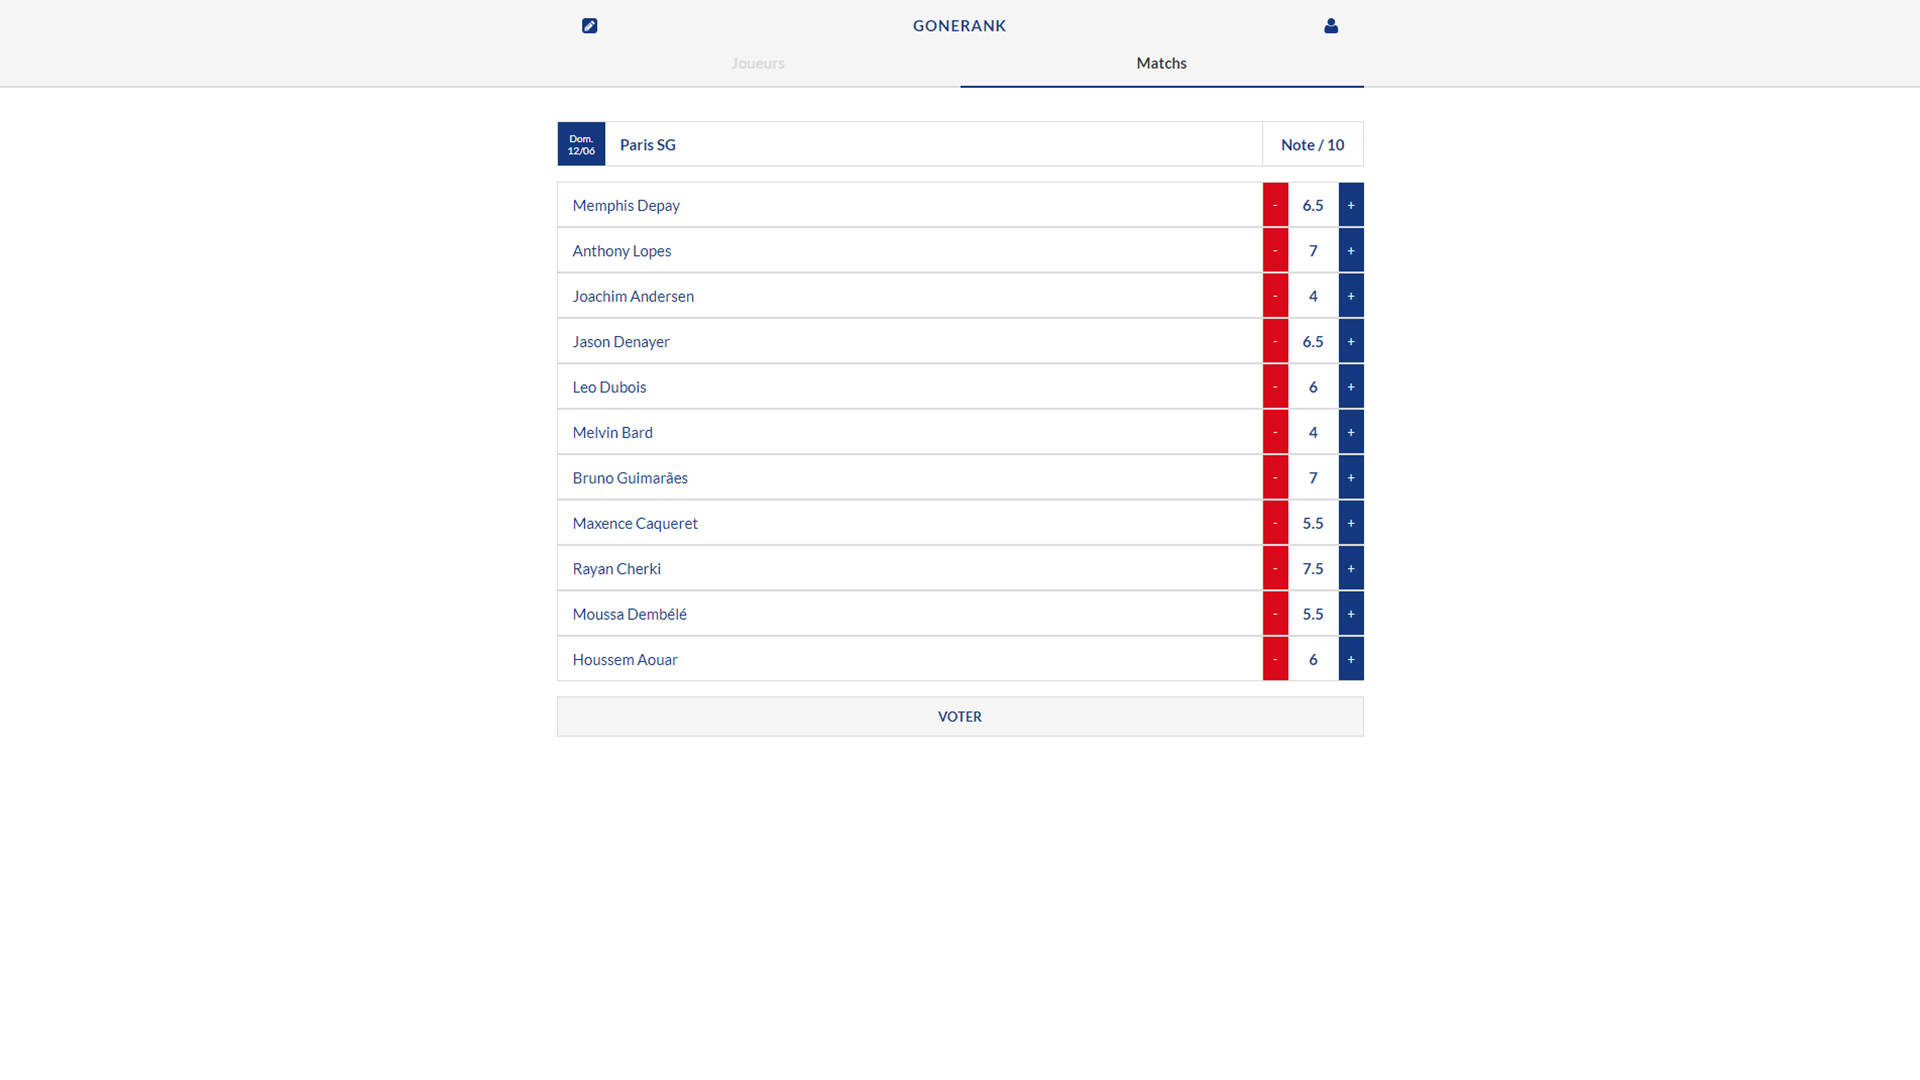 GONERANK
Joueurs Matchs
Dom. 12/06 Paris SG Note / 10
Memphis Depay - 6.5 +
Anthony Lopes - 7 +
Joachim Andersen - 4 +
Jason Denayer - 6.5 +
Leo Dubois - 6 +
Melvin Bard - 4 +
Bruno Guimarães - 7 +
Maxence Caqueret - 5.5 +
Rayan Cherki - 7.5 +
Moussa Dembélé - 5.5 +
Houssem Aouar - 6 +
VOTER